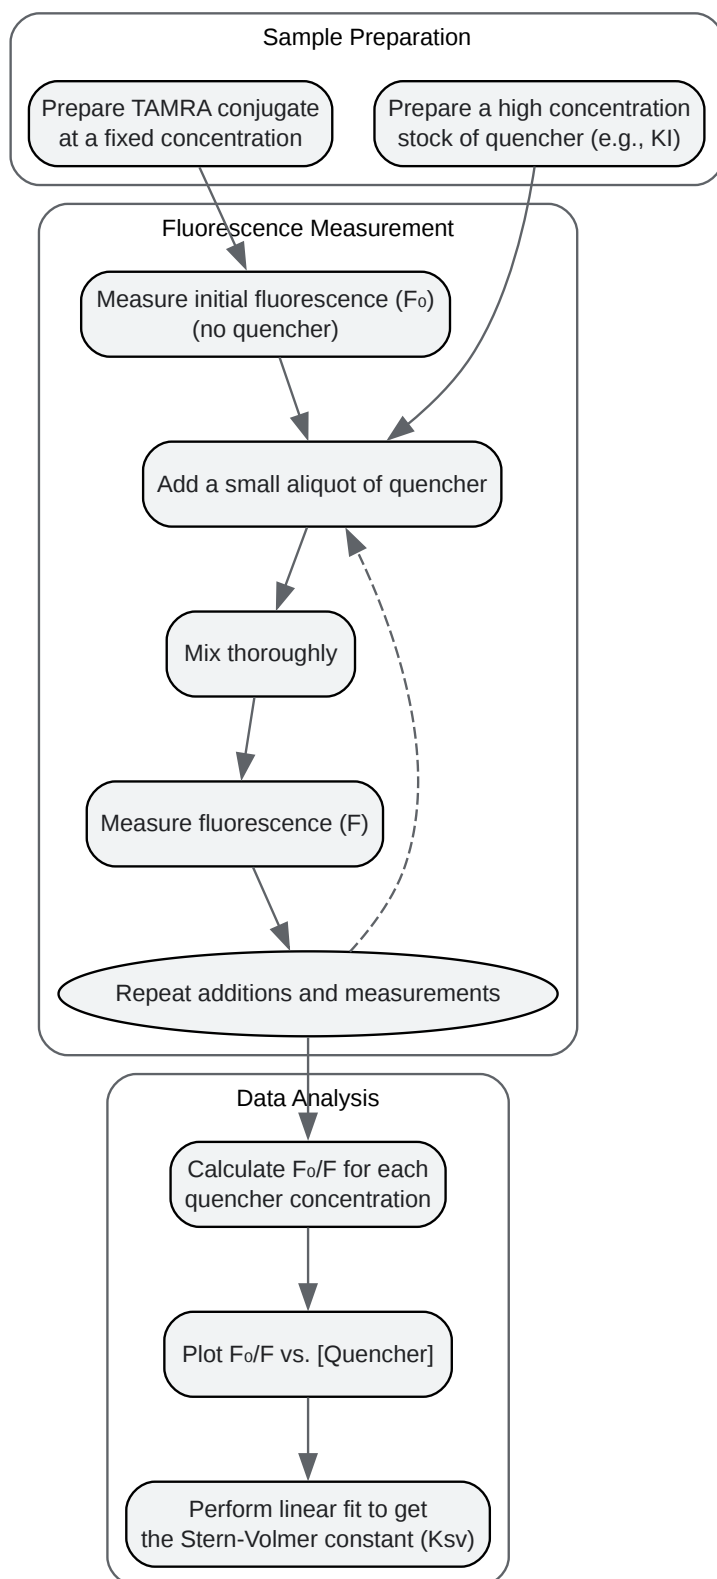 Sample Preparation
Prepare TAMRA conjugate
at a fixed concentration
Prepare a high concentration
stock of quencher (e.g., KI)
Fluorescence Measurement
Measure initial fluorescence (F₀)
(no quencher)
Add a small aliquot of quencher
Mix thoroughly
Measure fluorescence (F)
Repeat additions and measurements
Data Analysis
Calculate F₀/F for each
quencher concentration
Plot F₀/F vs. [Quencher]
Perform linear fit to get
the Stern-Volmer constant (Ksv)